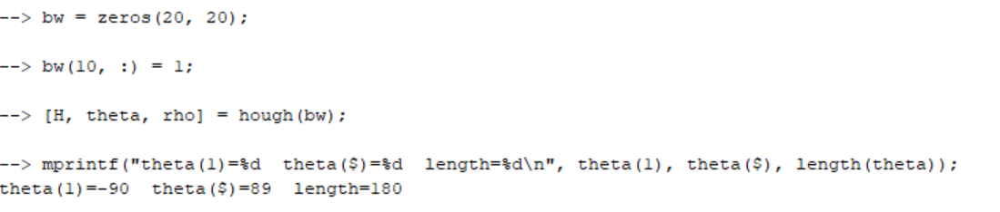 --> bw = zeros(20, 20);
--> bw(10, :) = 1;
--> [H, theta, rho] = hough(bw);
--> mprintf("theta(1)=%d  theta($)=%d  length=%d\n", theta(1), theta($), length(theta));
theta(1)=-90  theta($)=89  length=180